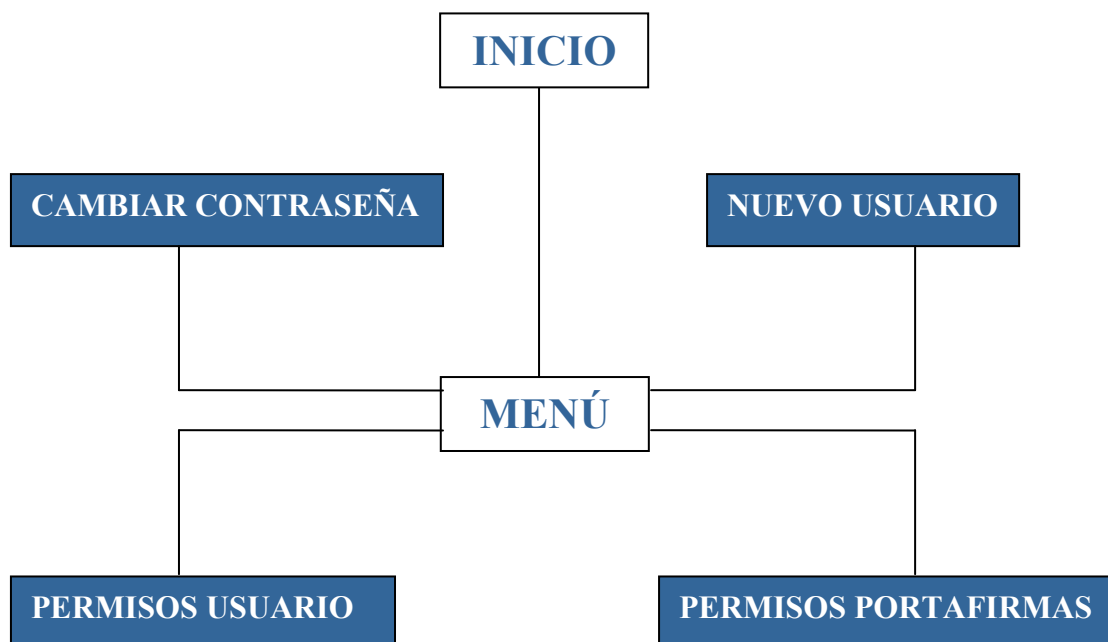 INICIO
CAMBIAR CONTRASEÑA
NUEVO USUARIO
MENÚ
PERMISOS USUARIO
PERMISOS PORTAFIRMAS